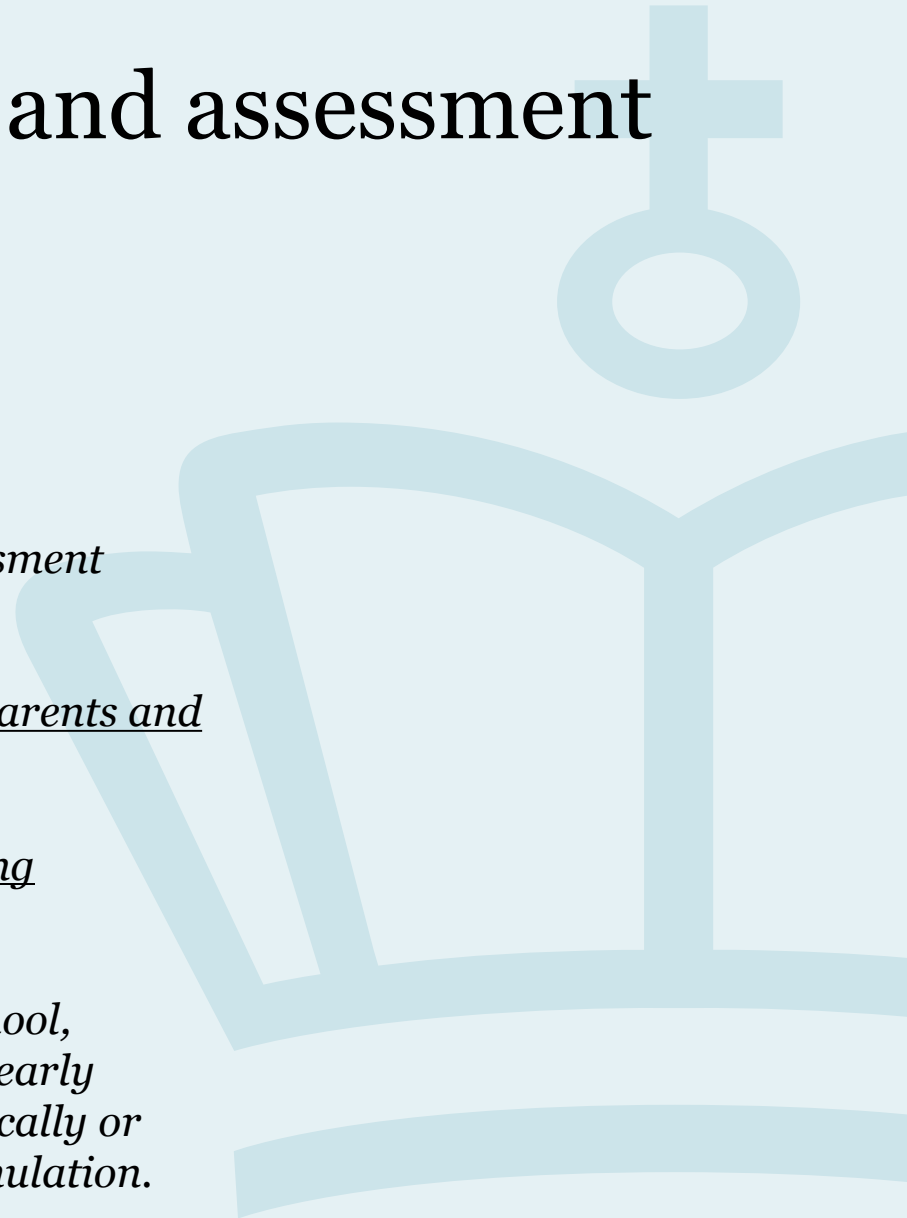 and assessment
sment
arents and
ng
ool,
early
cally or
ulation.